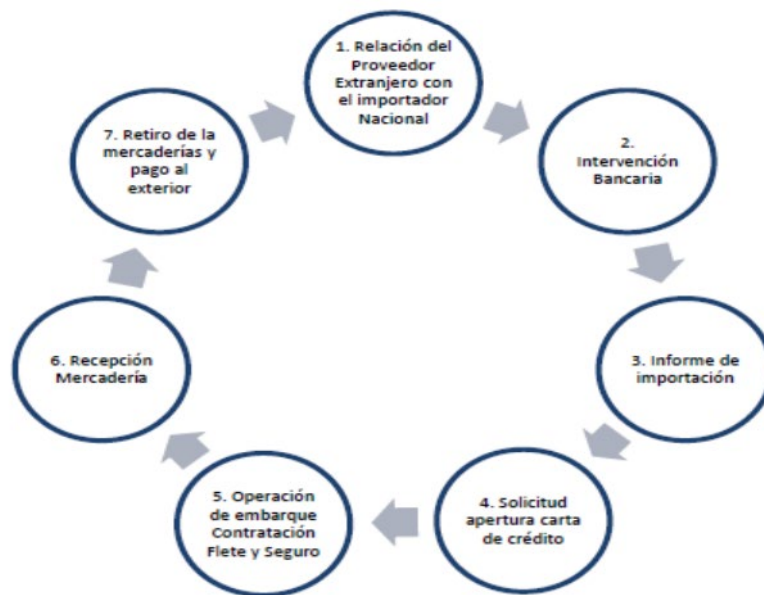 1. Relación del
Proveedor
Extranjero con
el importador
Nacional
2.
Intervención
Bancaria
3. Informe de
importación
4. Solicitud
apertura carta
de crédito
5. Operación
de embarque
Contratación
Flete y Seguro
6. Recepción
Mercadería
7. Retiro de la
mercaderías y
pago al
exterior